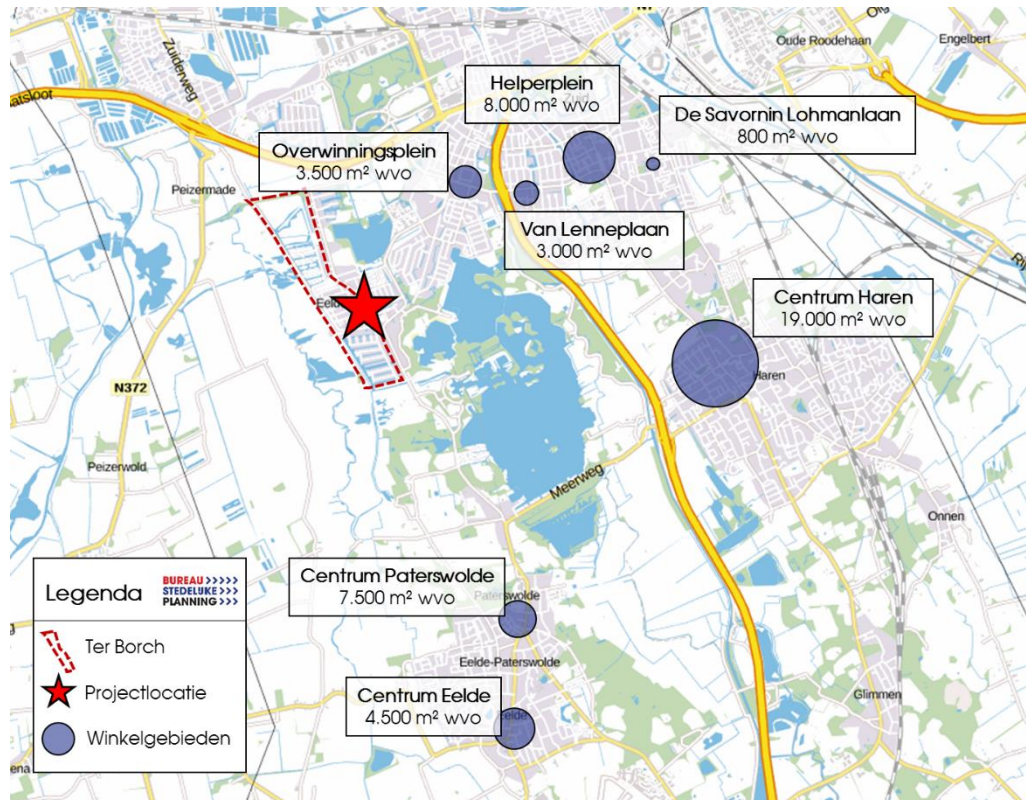 N7
Oude Roodehaan
Engelbert
Zuiderweg
Helperplein
8.000 m² wvo
De Savornin Lohmanlaan
800 m² wvo
Overwinningsplein
3.500 m² wvo
Peizermade
Van Lenneplaan
3.000 m² wvo
Centrum Haren
19.000 m² wvo
Haren
N372
Peizerwold
Meerweg
Onnen
Centrum Paterswolde
7.500 m² wvo
Paterswolde
Eelde-Paterswolde
Centrum Eelde
4.500 m² wvo
Eelde
Glimmen
Legenda
BUREAU >>>>>
STEDELIJKE >>>
PLANNING >>>
Ter Borch
Projectlocatie
Winkelgebieden